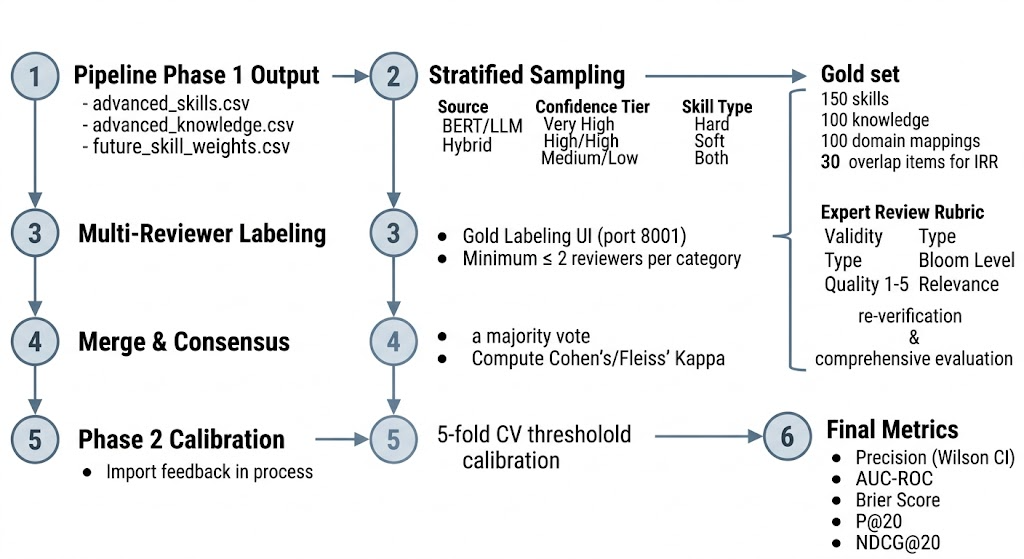 1 Pipeline Phase 1 Output
- advanced_skills.csv
- advanced_knowledge.csv
- future_skill_weights.csv
2 Stratified Sampling
Source Confidence Tier Skill Type
BERT/LLM Very High Hard
Hybrid High/High Soft
Medium/Low Both
Gold set
150 skills
100 knowledge
100 domain mappings
30 overlap items for IRR
Expert Review Rubric
Validity Type
Type Bloom Level
Quality 1-5 Relevance
re-verification
&
comprehensive evaluation
3 Multi-Reviewer Labeling
3
● Gold Labeling UI (port 8001)
● Minimum ≤ 2 reviewers per category
4 Merge & Consensus
4
● a majority vote
● Compute Cohen's/Fleiss' Kappa
5 Phase 2 Calibration
● Import feedback in process
5 5-fold CV thresholold
calibration
6 Final Metrics
● Precision (Wilson CI)
● AUC-ROC
● Brier Score
● P@20
● NDCG@20